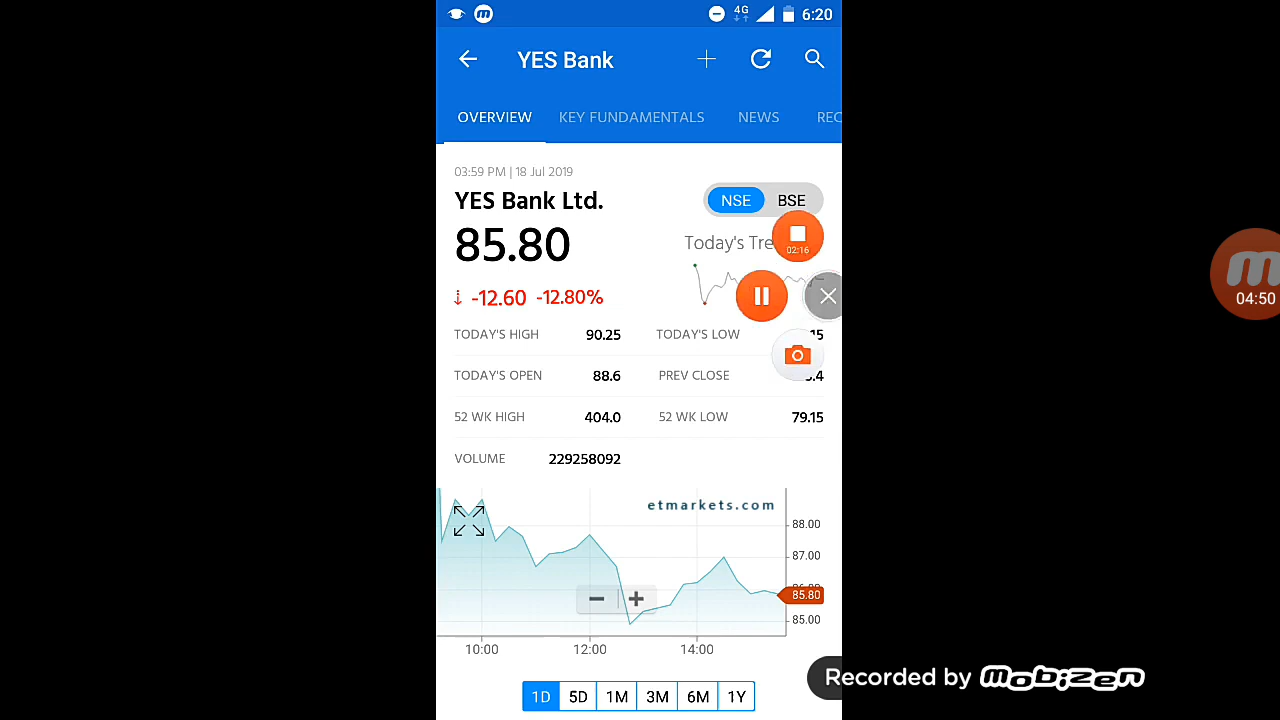 4G 6:20
YES Bank
OVERVIEW KEY FUNDAMENTALS NEWS REC
03:59 PM | 18 Jul 2019
YES Bank Ltd. NSE BSE
85.80
Today's Tre
02:16
-12.60 -12.80%
04:50
TODAY'S HIGH 90.25 TODAY'S LOW 15
TODAY'S OPEN 88.6 PREV CLOSE .4
52 WK HIGH 404.0 52 WK LOW 79.15
VOLUME 229258092
etmarkets.com
88.00
87.00
85.80
85.00
10:00 12:00 14:00
Recorded by mobizen
1D 5D 1M 3M 6M 1Y